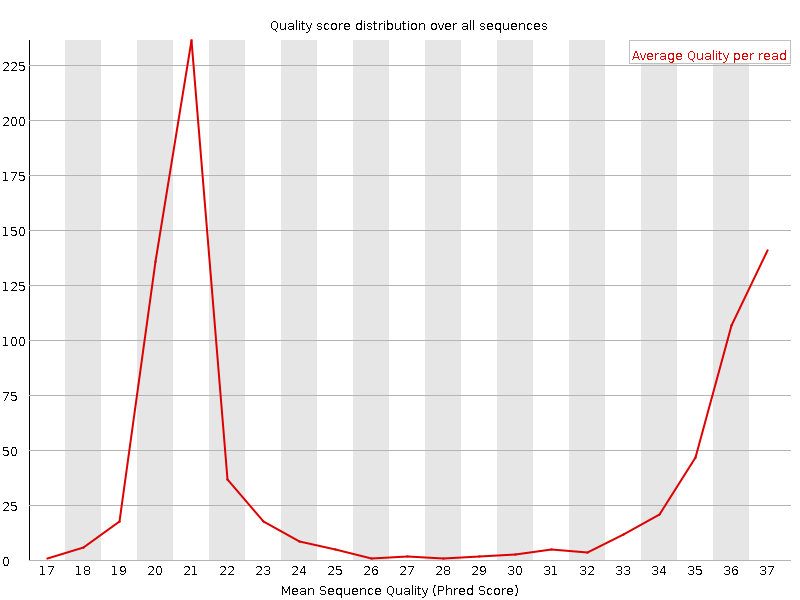 Quality score distribution over all sequences
Average Quality per read
225
200
175
150
125
100
75
50
25
0
17 18 19 20 21 22 23 24 25 26 27 28 29 30 31 32 33 34 35 36 37
Mean Sequence Quality (Phred Score)